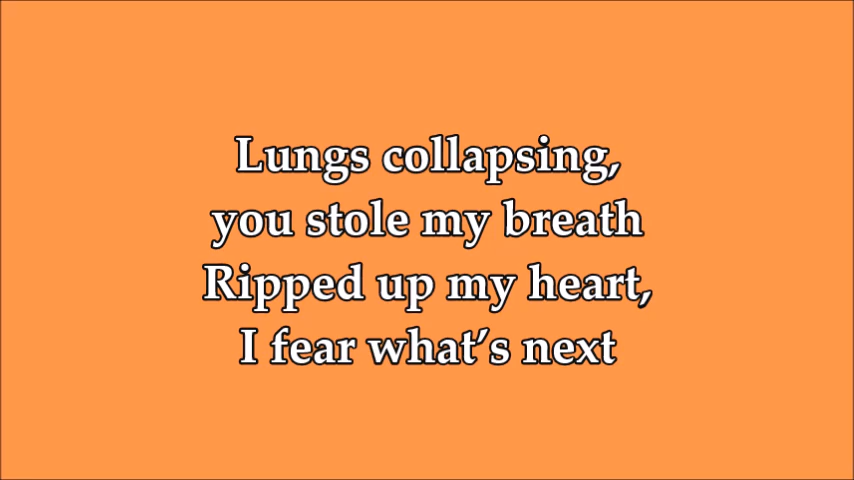 Lungs collapsing,
you stole my breath
Ripped up my heart,
I fear what’s next